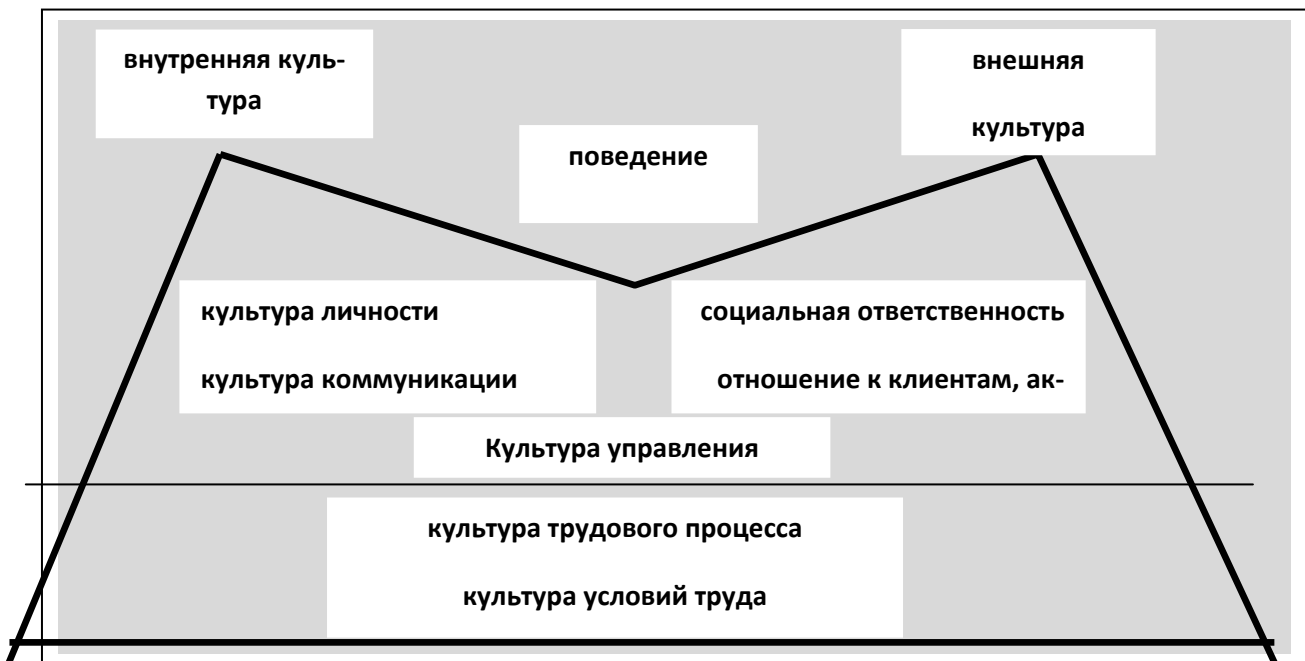 внутренняя куль-
тура
внешняя
культура
поведение
культура личности
культура коммуникации
социальная ответственность
отношение к клиентам, ак-
Культура управления
культура трудового процесса
культура условий труда